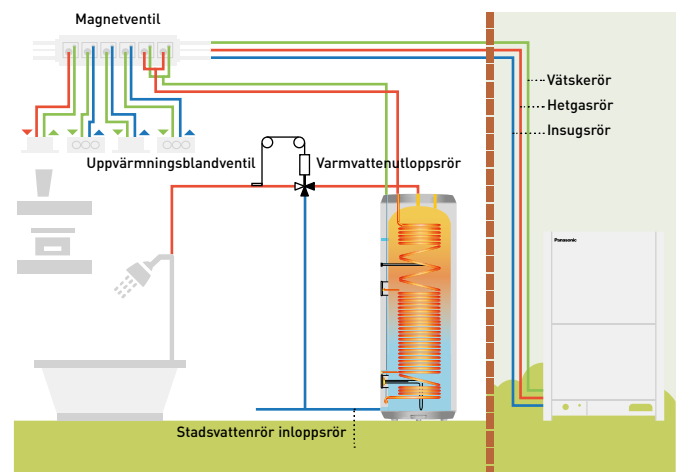 Magnetventil
Vätskerör
Hetgasrör
Insugsrör
Uppvärmningsblandventil
Varmvattenutloppsrör
Panasonic
Stadsvattenrör inloppsrör